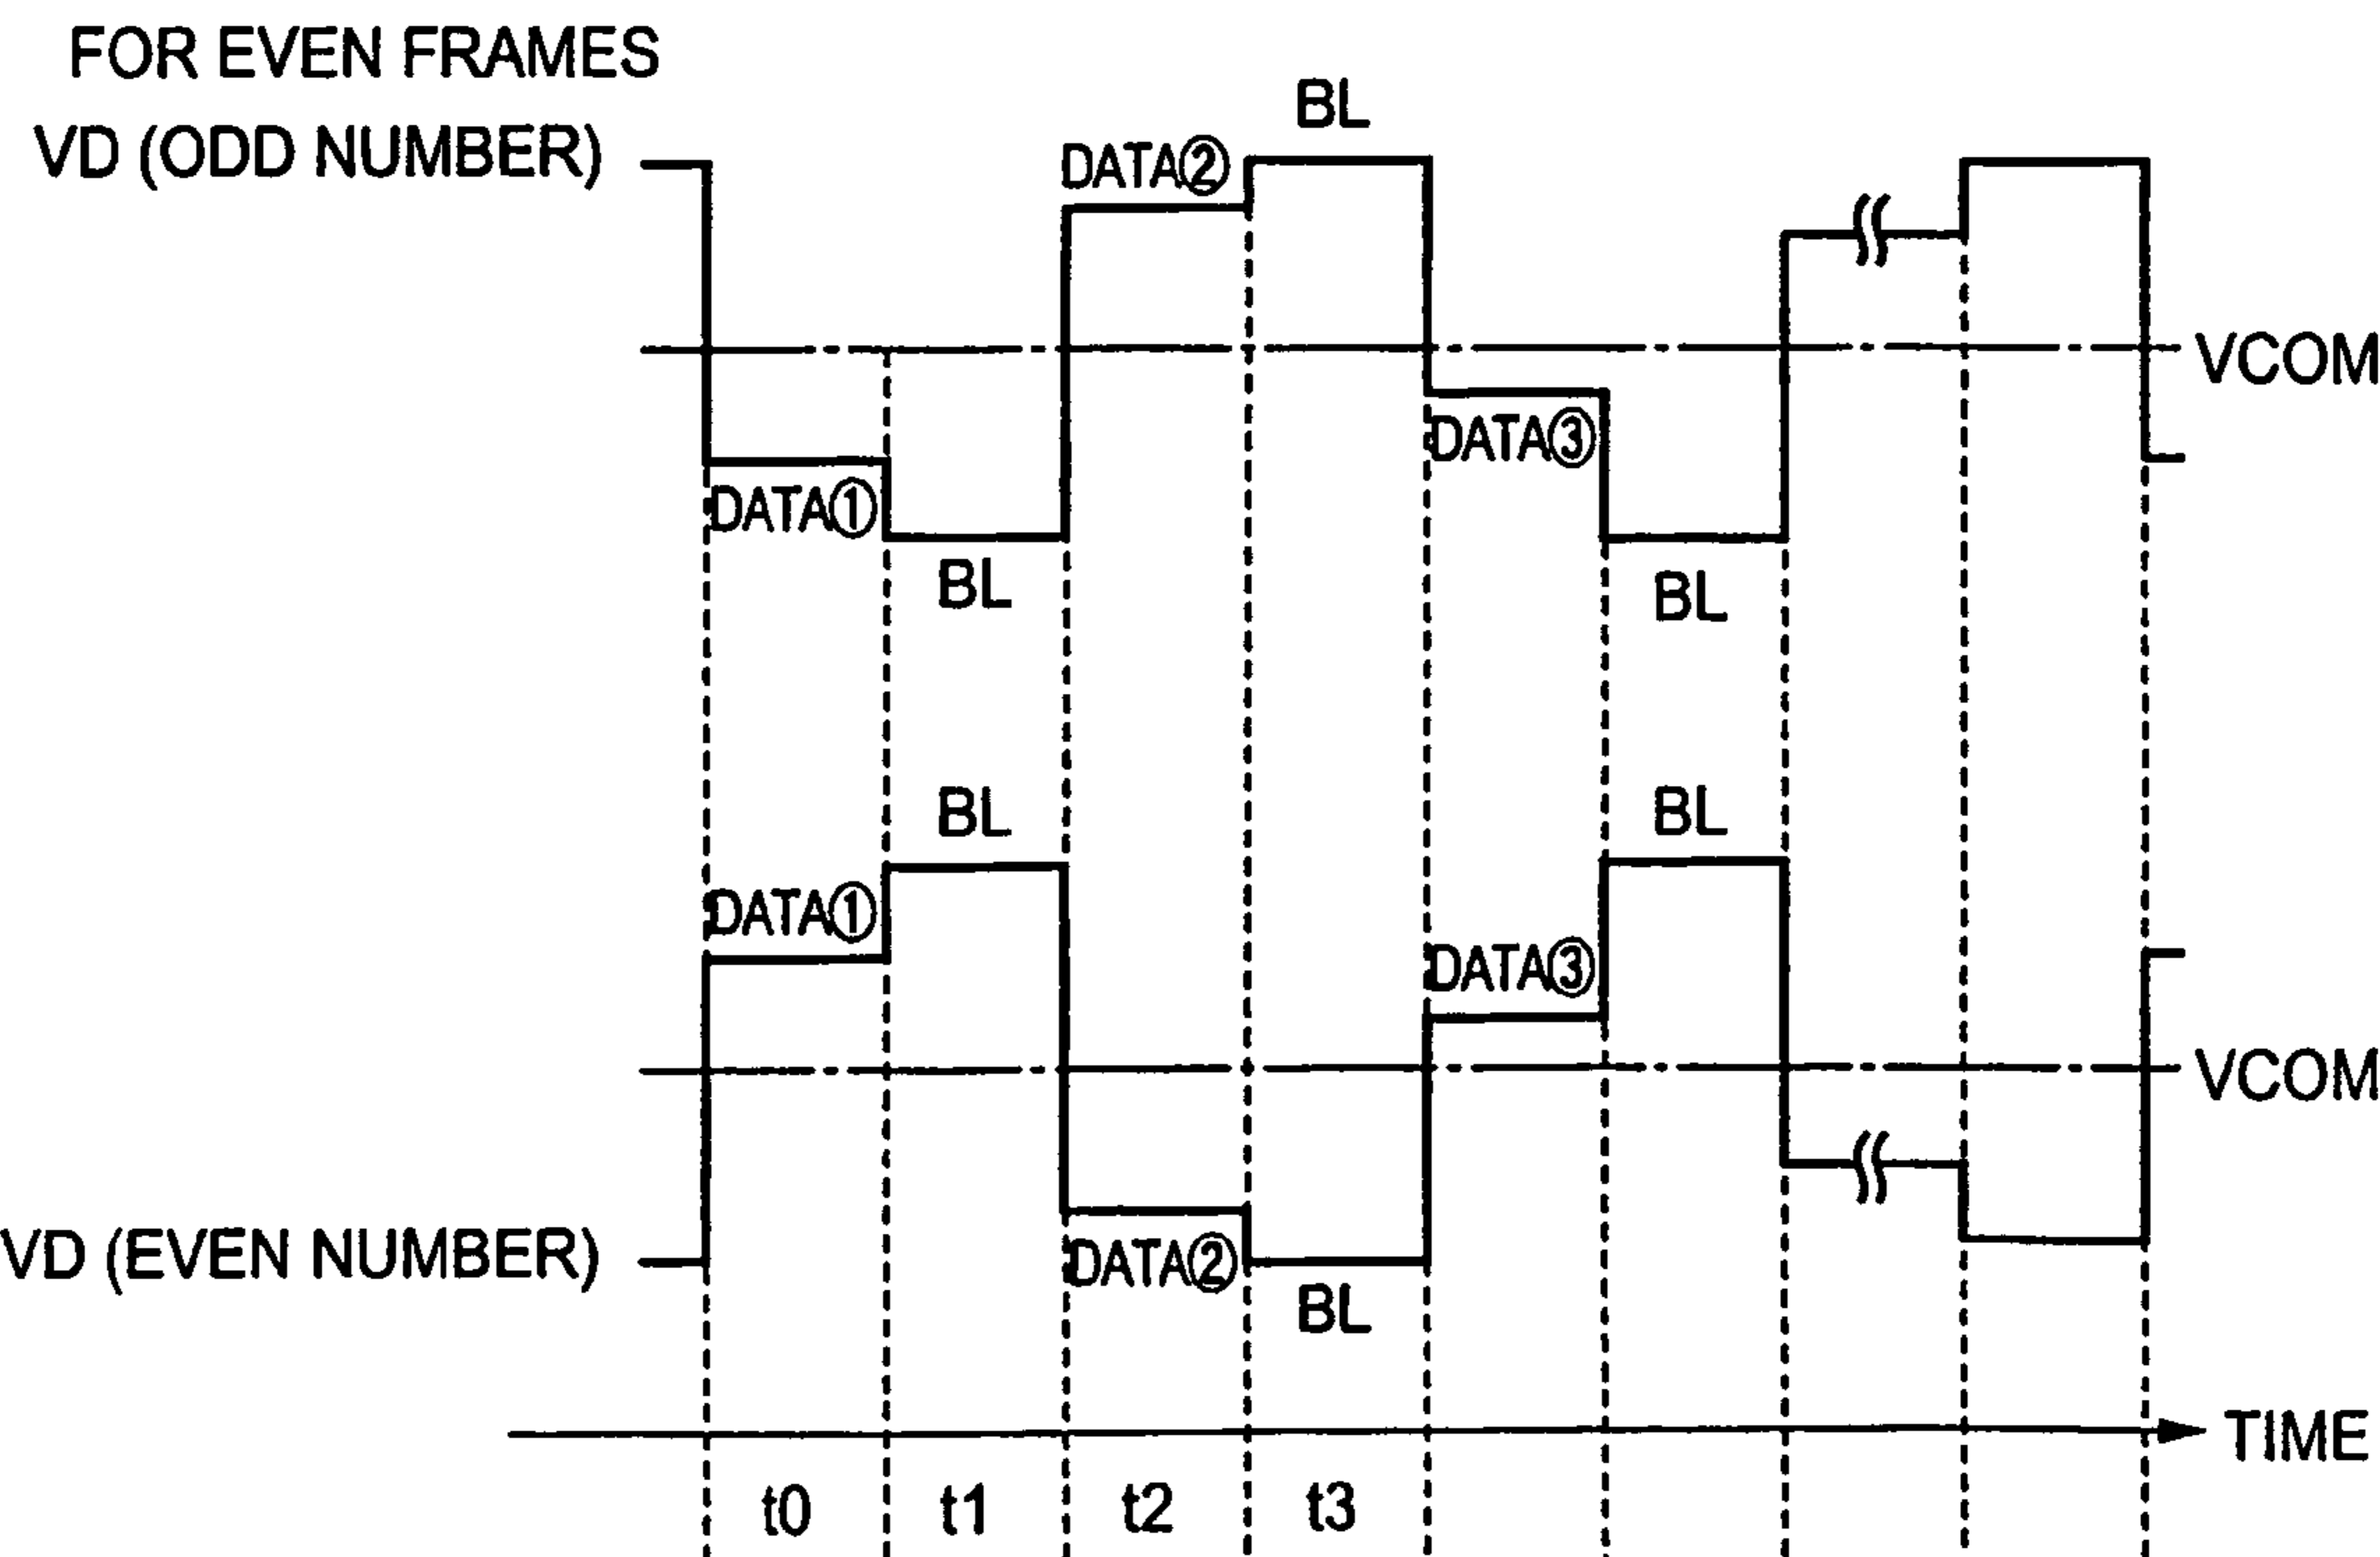 FOR EVEN FRAMES
VD (ODD NUMBER)
BL
DATA②
VCOM
DATA③
DATA①
BL
BL
BL
BL
DATA①
DATA③
VCOM
VD (EVEN NUMBER)
DATA②
BL
TIME
t0 t1 t2 t3